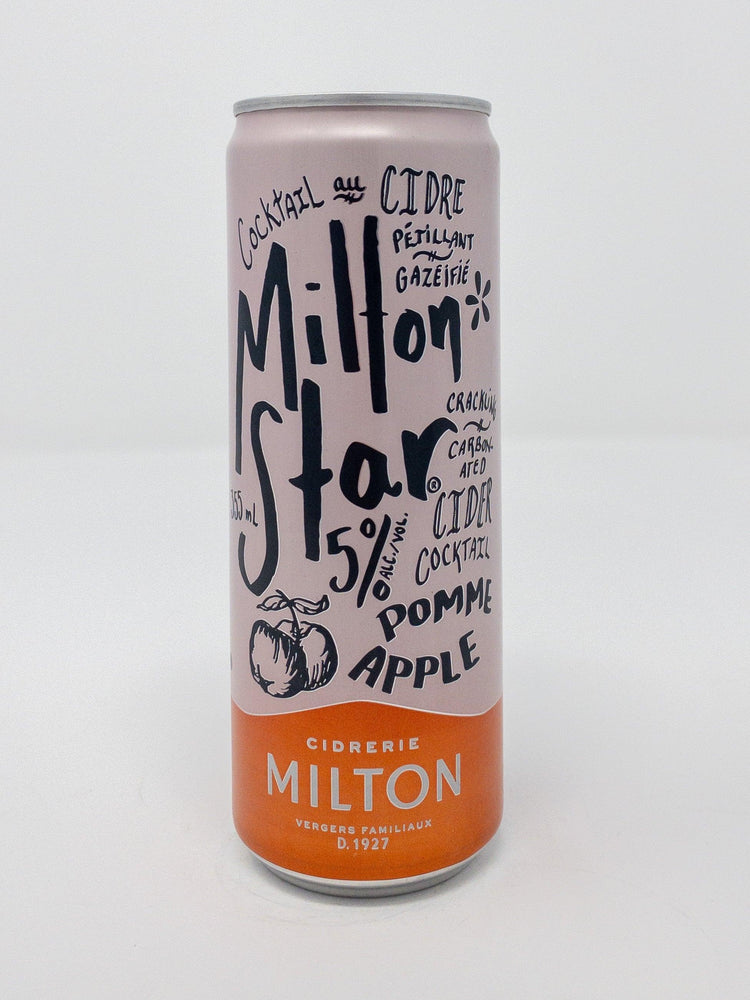 COCKTAIL au CIDRE
PÉTILLANT
GAZÉIFIÉ
Milton
Star®
CRACKLING
CARBON-
ATED
CIDER
COCKTAIL
355 mL
5% ALC./VOL.
POMME
APPLE
CIDRERIE
MILTON
VERGERS FAMILIAUX
D. 1927